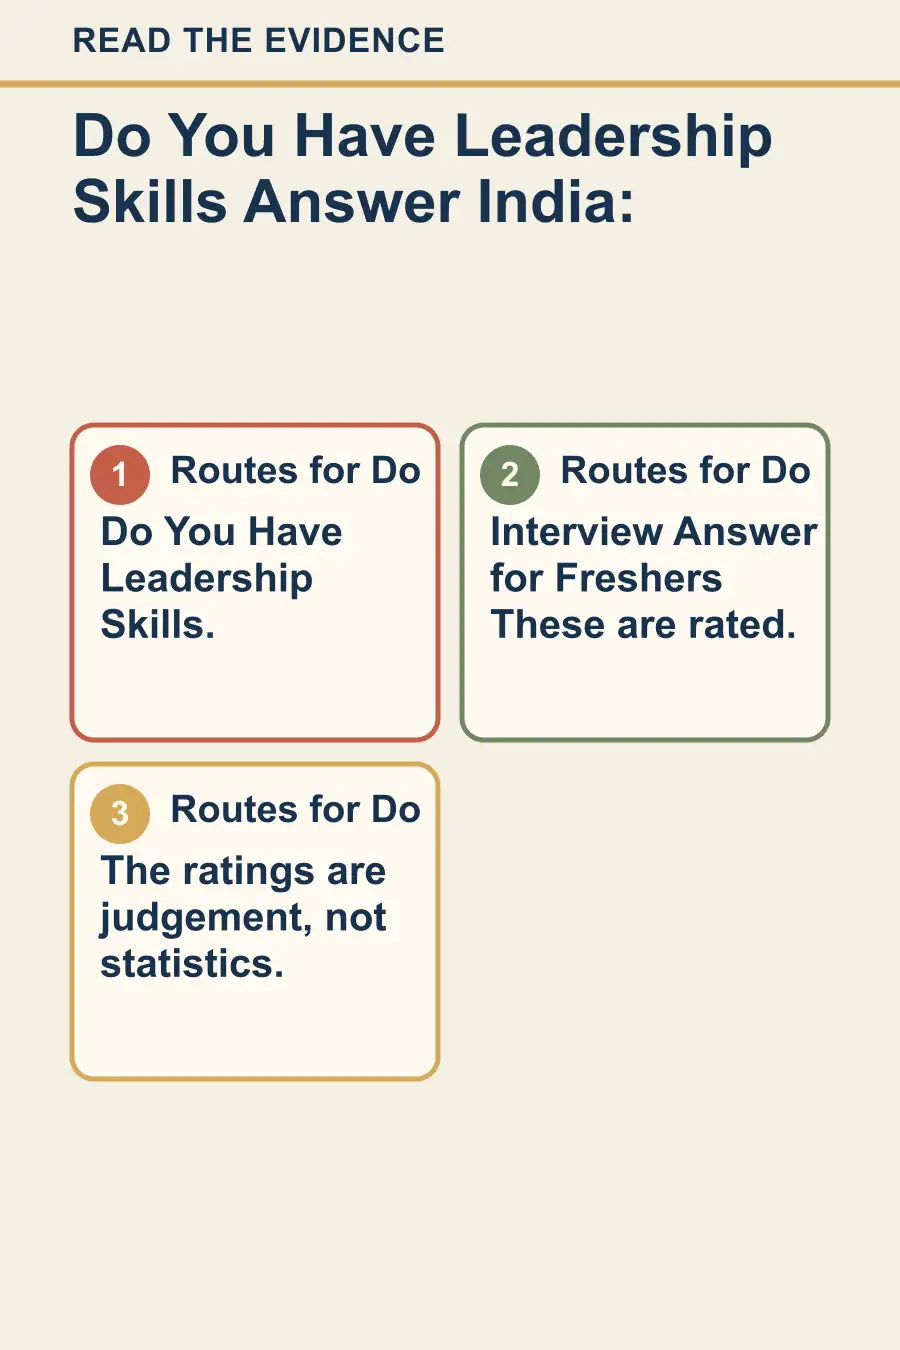 READ THE EVIDENCE
Do You Have Leadership
Skills Answer India:
1 Routes for Do
Do You Have
Leadership
Skills.
2 Routes for Do
Interview Answer
for Freshers
These are rated.
3 Routes for Do
The ratings are
judgement, not
statistics.